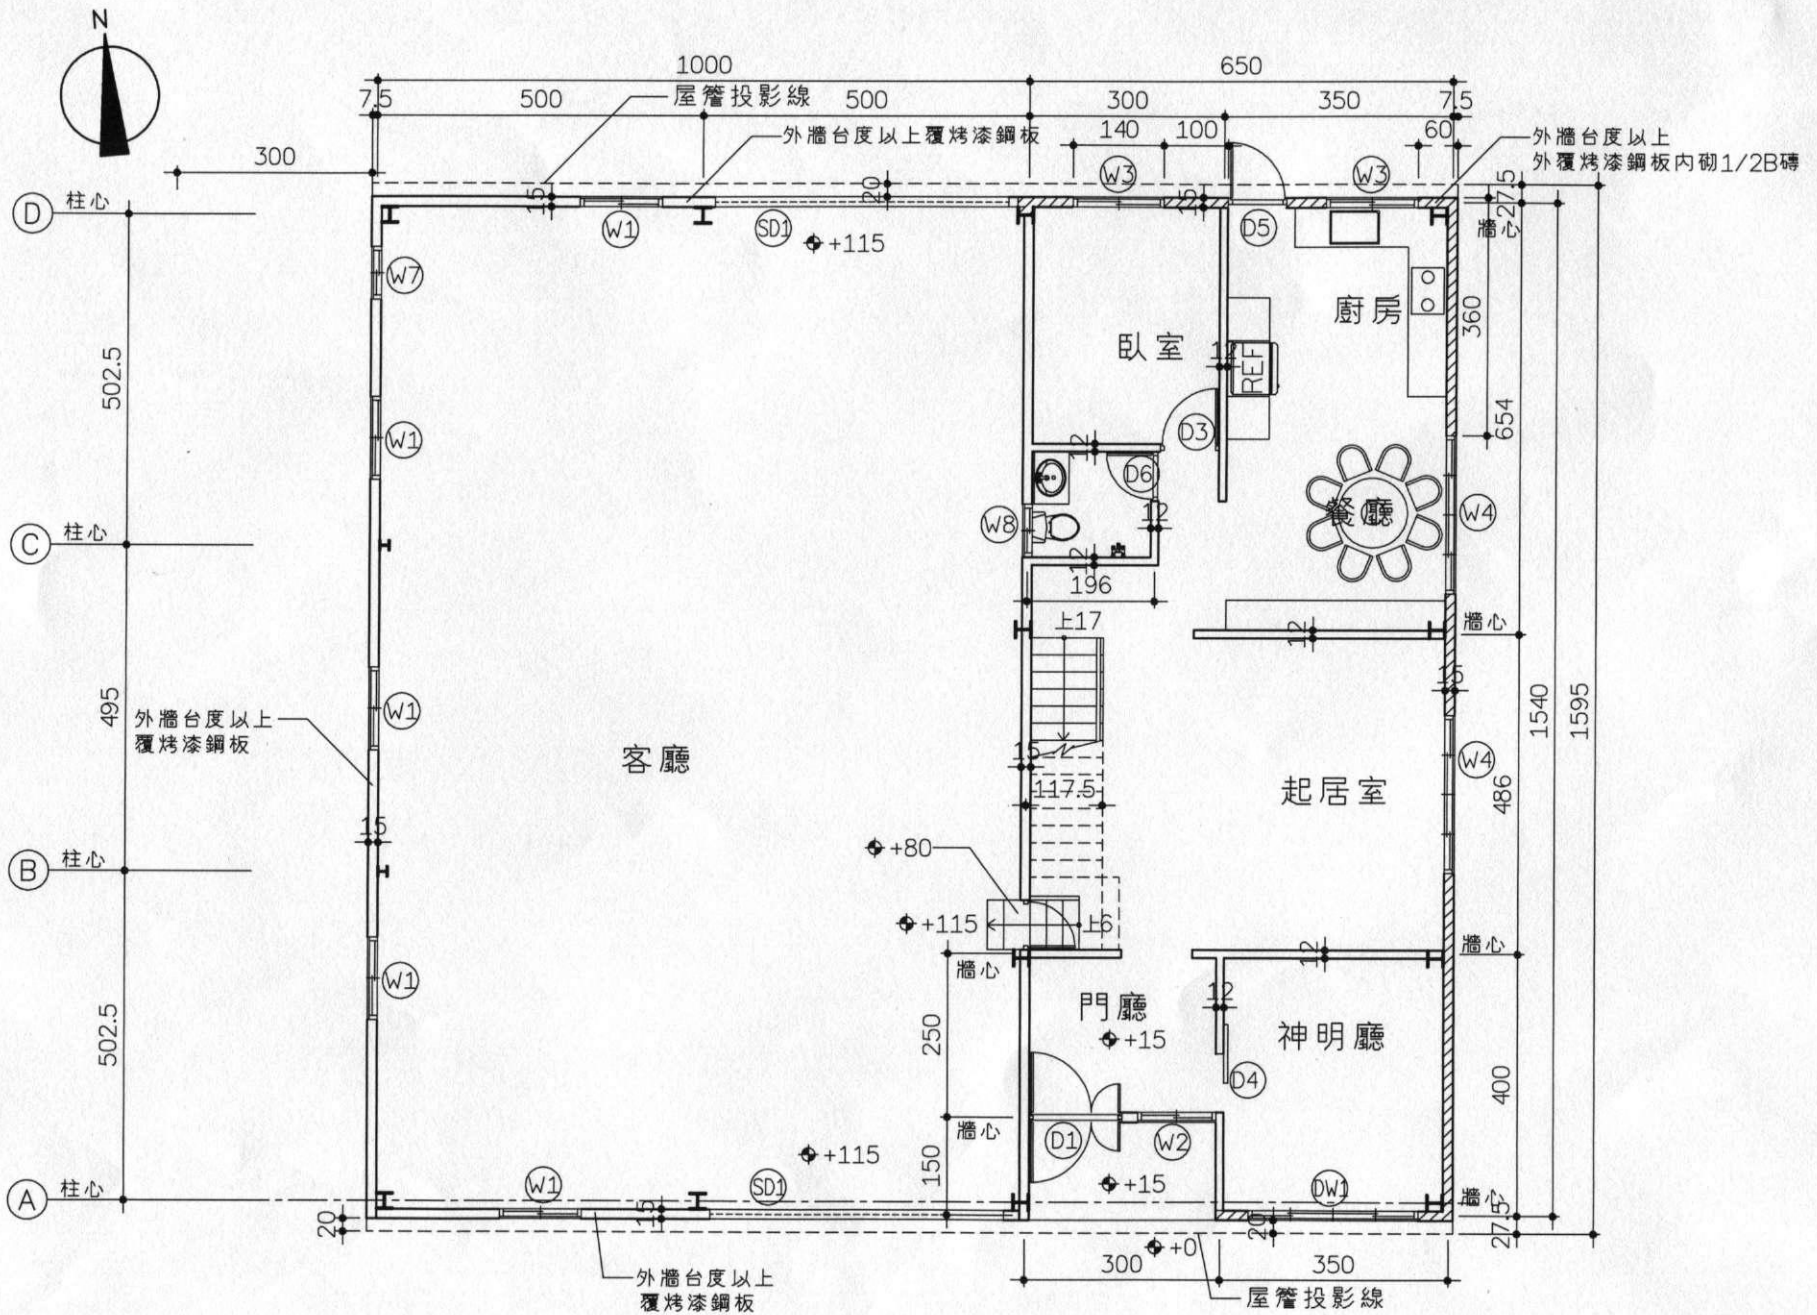 N
1000
650
7.5
500
屋簷投影線
500
300
350
7.5
外牆台度以上覆烤漆鋼板
140
100
60
外牆台度以上
外覆烤漆鋼板內砌1/2B磚
300
D
柱心
15
W1
SD1
20
+115
W3
15
D5
W3
27.5
牆心
W7
臥室
12
REF
廚房
360
502.5
654
W1
12
D3
D6
12
餐廳
W4
C
柱心
W8
12
196
上17
12
牆心
15
1540
1595
495
外牆台度以上
覆烤漆鋼板
W1
客廳
15
117.5
起居室
W4
486
15
B
柱心
+80
+115
上6
牆心
12
牆心
W1
門廳
12
+15
神明廳
D4
502.5
250
400
牆心
D1
W2
150
+115
+15
A
柱心
W1
SD1
DW1
牆心
20
15
20
27.5
+0
300
350
外牆台度以上
覆烤漆鋼板
屋簷投影線